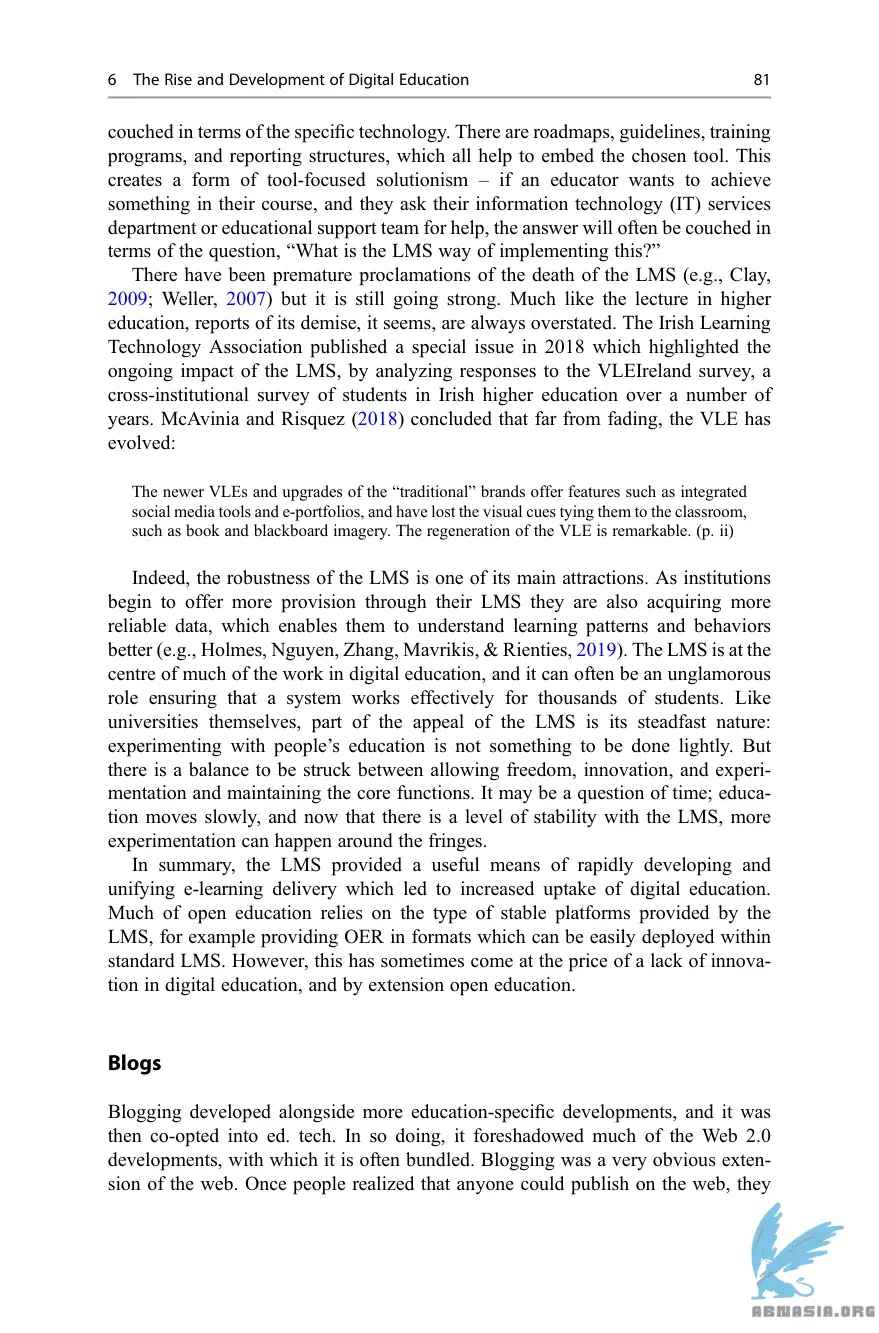 6 The Rise and Development of Digital Education 81
couched in terms of the specific technology. There are roadmaps, guidelines, training
programs, and reporting structures, which all help to embed the chosen tool. This
creates a form of tool-focused solutionism – if an educator wants to achieve
something in their course, and they ask their information technology (IT) services
department or educational support team for help, the answer will often be couched in
terms of the question, “What is the LMS way of implementing this?”
There have been premature proclamations of the death of the LMS (e.g., Clay,
2009; Weller, 2007) but it is still going strong. Much like the lecture in higher
education, reports of its demise, it seems, are always overstated. The Irish Learning
Technology Association published a special issue in 2018 which highlighted the
ongoing impact of the LMS, by analyzing responses to the VLEIreland survey, a
cross-institutional survey of students in Irish higher education over a number of
years. McAvinia and Risquez (2018) concluded that far from fading, the VLE has
evolved:
The newer VLEs and upgrades of the “traditional” brands offer features such as integrated
social media tools and e-portfolios, and have lost the visual cues tying them to the classroom,
such as book and blackboard imagery. The regeneration of the VLE is remarkable. (p. ii)
Indeed, the robustness of the LMS is one of its main attractions. As institutions
begin to offer more provision through their LMS they are also acquiring more
reliable data, which enables them to understand learning patterns and behaviors
better (e.g., Holmes, Nguyen, Zhang, Mavrikis, & Rienties, 2019). The LMS is at the
centre of much of the work in digital education, and it can often be an unglamorous
role ensuring that a system works effectively for thousands of students. Like
universities themselves, part of the appeal of the LMS is its steadfast nature:
experimenting with people’s education is not something to be done lightly. But
there is a balance to be struck between allowing freedom, innovation, and experi-
mentation and maintaining the core functions. It may be a question of time; educa-
tion moves slowly, and now that there is a level of stability with the LMS, more
experimentation can happen around the fringes.
In summary, the LMS provided a useful means of rapidly developing and
unifying e-learning delivery which led to increased uptake of digital education.
Much of open education relies on the type of stable platforms provided by the
LMS, for example providing OER in formats which can be easily deployed within
standard LMS. However, this has sometimes come at the price of a lack of innova-
tion in digital education, and by extension open education.
Blogs
Blogging developed alongside more education-specific developments, and it was
then co-opted into ed. tech. In so doing, it foreshadowed much of the Web 2.0
developments, with which it is often bundled. Blogging was a very obvious exten-
sion of the web. Once people realized that anyone could publish on the web, they
ABNASIA.ORG